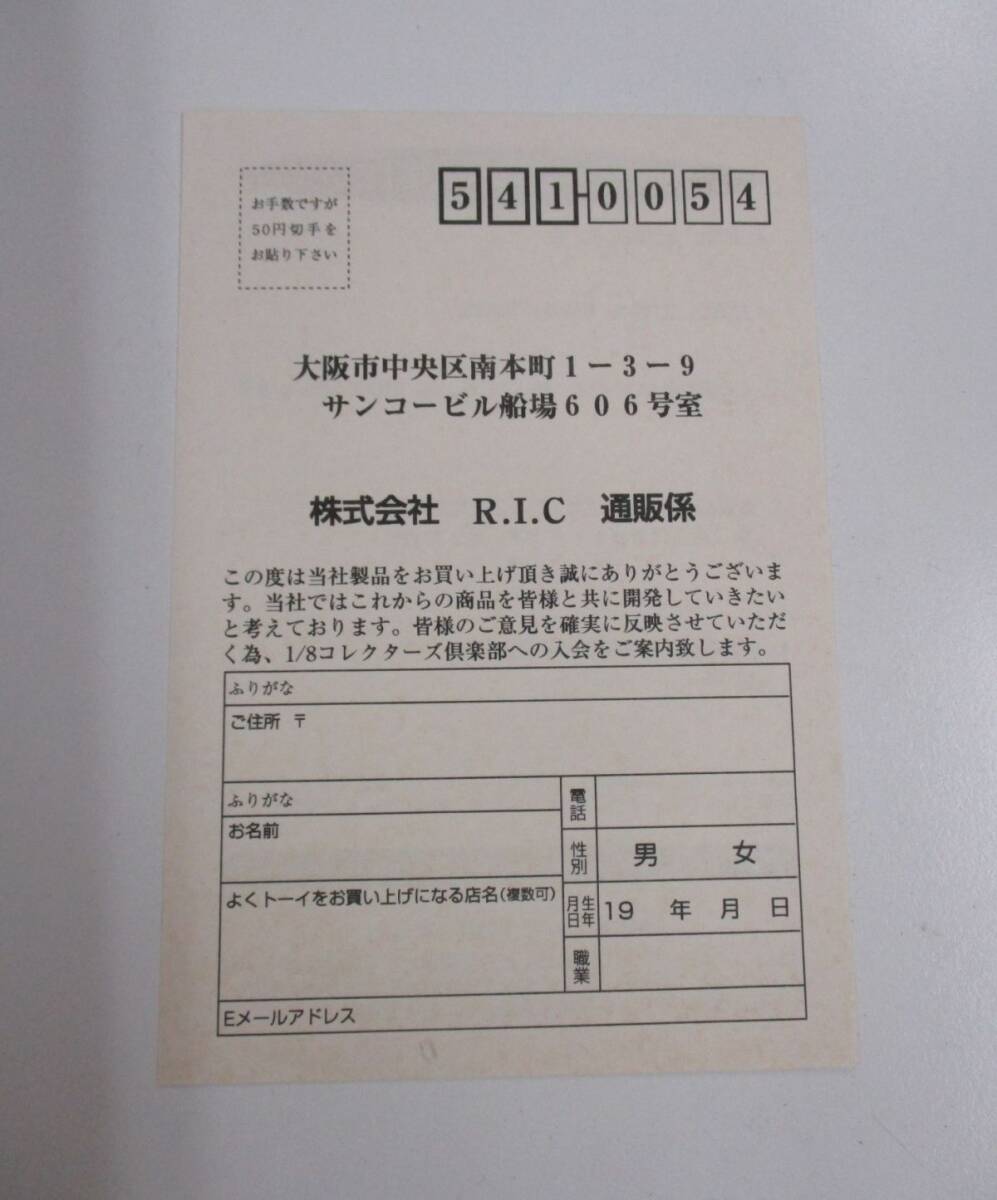 お手数ですが
50円切手を
お貼り下さい
541-0054
大阪市中央区南本町1－3－9
サンコービル船場606号室
株式会社 R.I.C 通販係
この度は当社製品をお買い上げ頂き誠にありがとうございま
す。当社ではこれからの商品を皆様と共に開発していきたい
と考えております。皆様のご意見を確実に反映させていただ
く為、1/8コレクターズ倶楽部への入会をご案内致します。
ふりがな
ご住所 〒
ふりがな
お名前
電話
性別 男 女
よくトーイをお買い上げになる店名(複数可)
生年月日 19 年 月 日
職業
Eメールアドレス